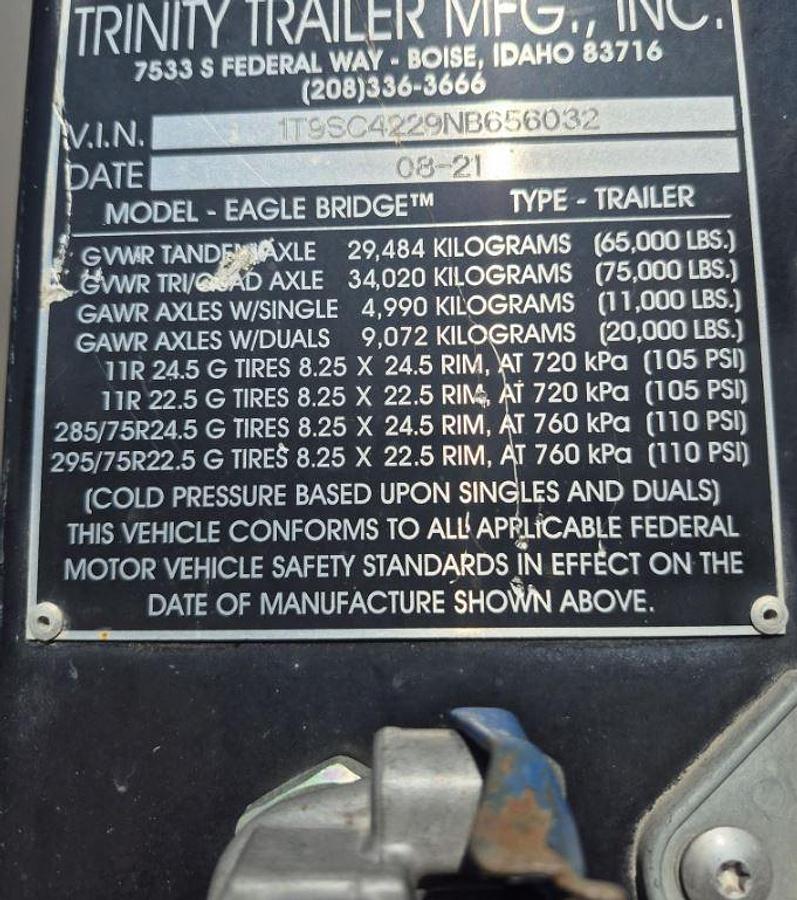 TRINITY TRAILER MFG., INC.
7533 S FEDERAL WAY - BOISE, IDAHO 83716
(208)336-3666
V.I.N. 1T9SC4229NB656032
DATE 08-21
MODEL - EAGLE BRIDGE™ TYPE - TRAILER
GVWR TANDEM AXLE 29,484 KILOGRAMS (65,000 LBS.)
GVWR TRI/QUAD AXLE 34,020 KILOGRAMS (75,000 LBS.)
GAWR AXLES W/SINGLE 4,990 KILOGRAMS (11,000 LBS.)
GAWR AXLES W/DUALS 9,072 KILOGRAMS (20,000 LBS.)
11R 24.5 G TIRES 8.25 X 24.5 RIM, AT 720 kPa (105 PSI)
11R 22.5 G TIRES 8.25 X 22.5 RIM, AT 720 kPa (105 PSI)
285/75R24.5 G TIRES 8.25 X 24.5 RIM, AT 760 kPa (110 PSI)
295/75R22.5 G TIRES 8.25 X 22.5 RIM, AT 760 kPa (110 PSI)
(COLD PRESSURE BASED UPON SINGLES AND DUALS)
THIS VEHICLE CONFORMS TO ALL APPLICABLE FEDERAL
MOTOR VEHICLE SAFETY STANDARDS IN EFFECT ON THE
DATE OF MANUFACTURE SHOWN ABOVE.